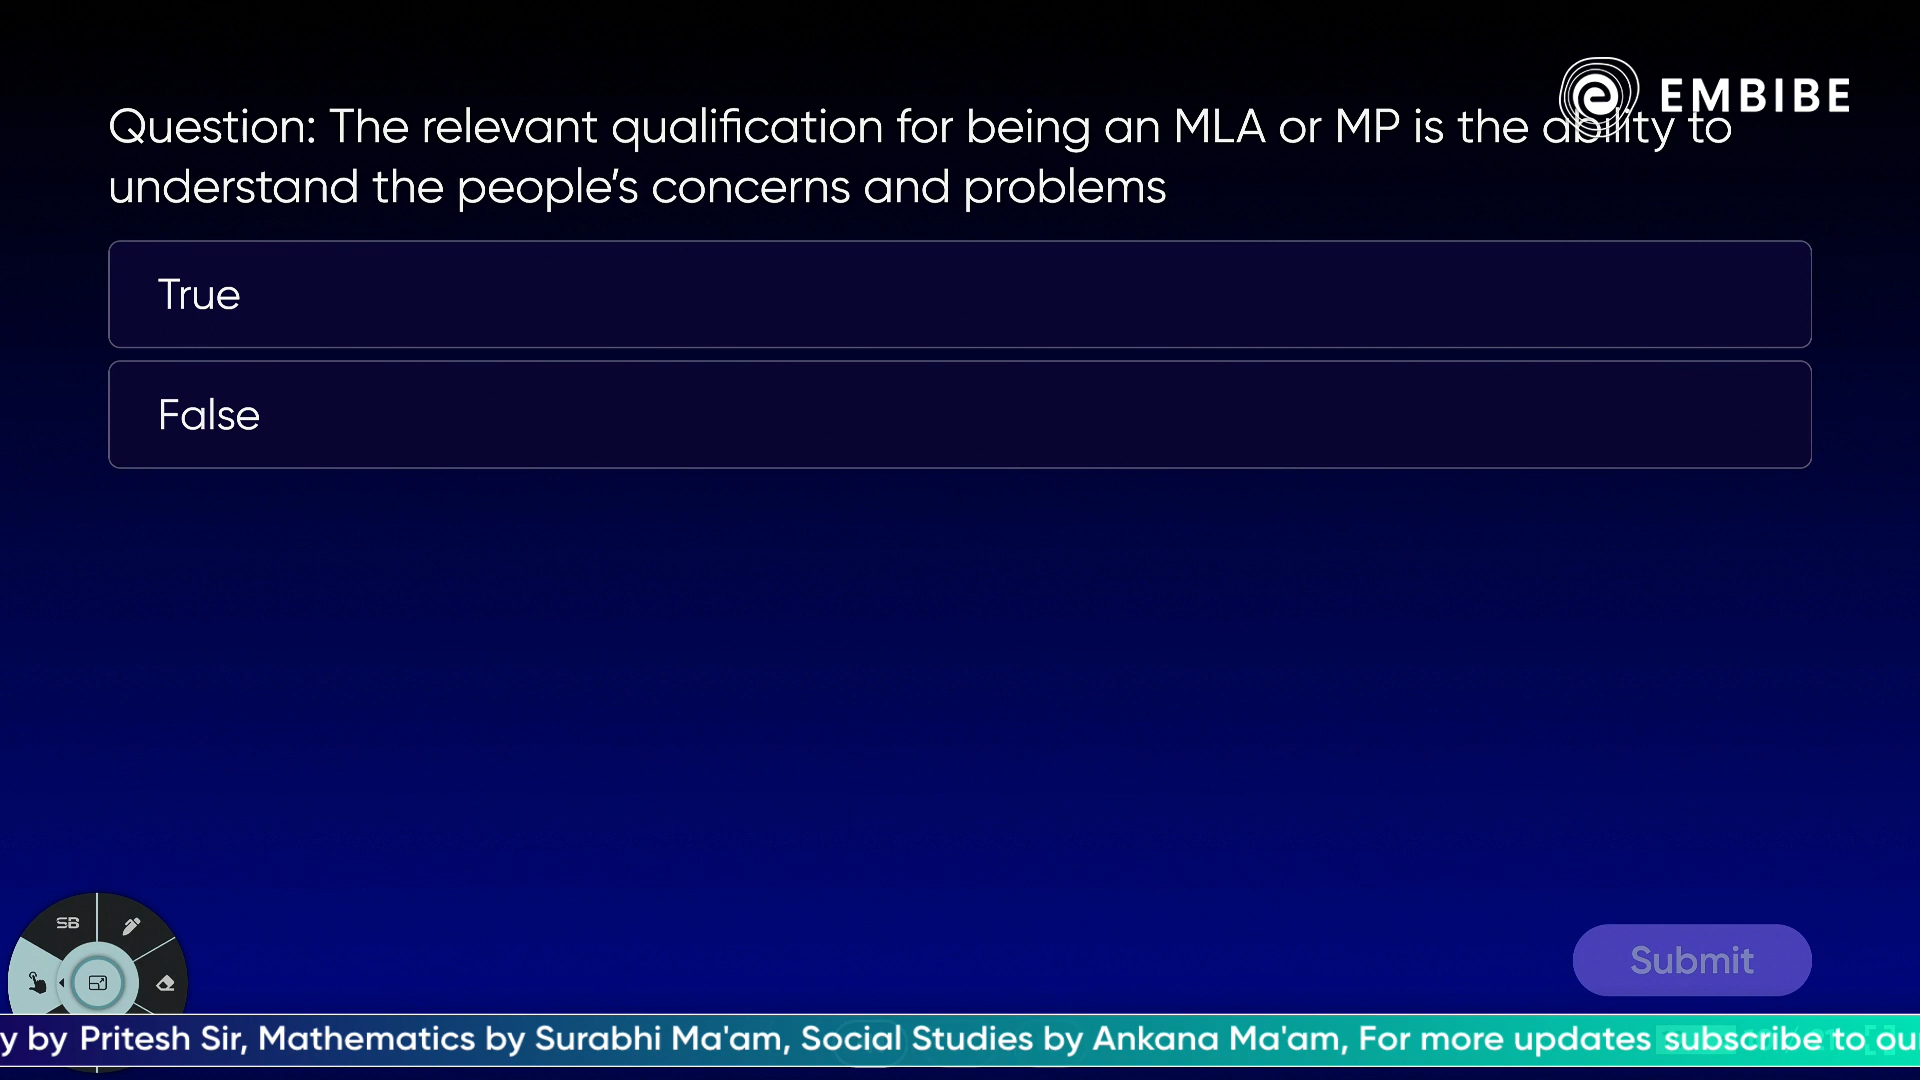 EMBIBE
Question: The relevant qualification for being an MLA or MP is the ability to
understand the people's concerns and problems
True
False
SB
Submit
y by Pritesh Sir, Mathematics by Surabhi Ma'am, Social Studies by Ankana Ma'am, For more updates subscribe to ou